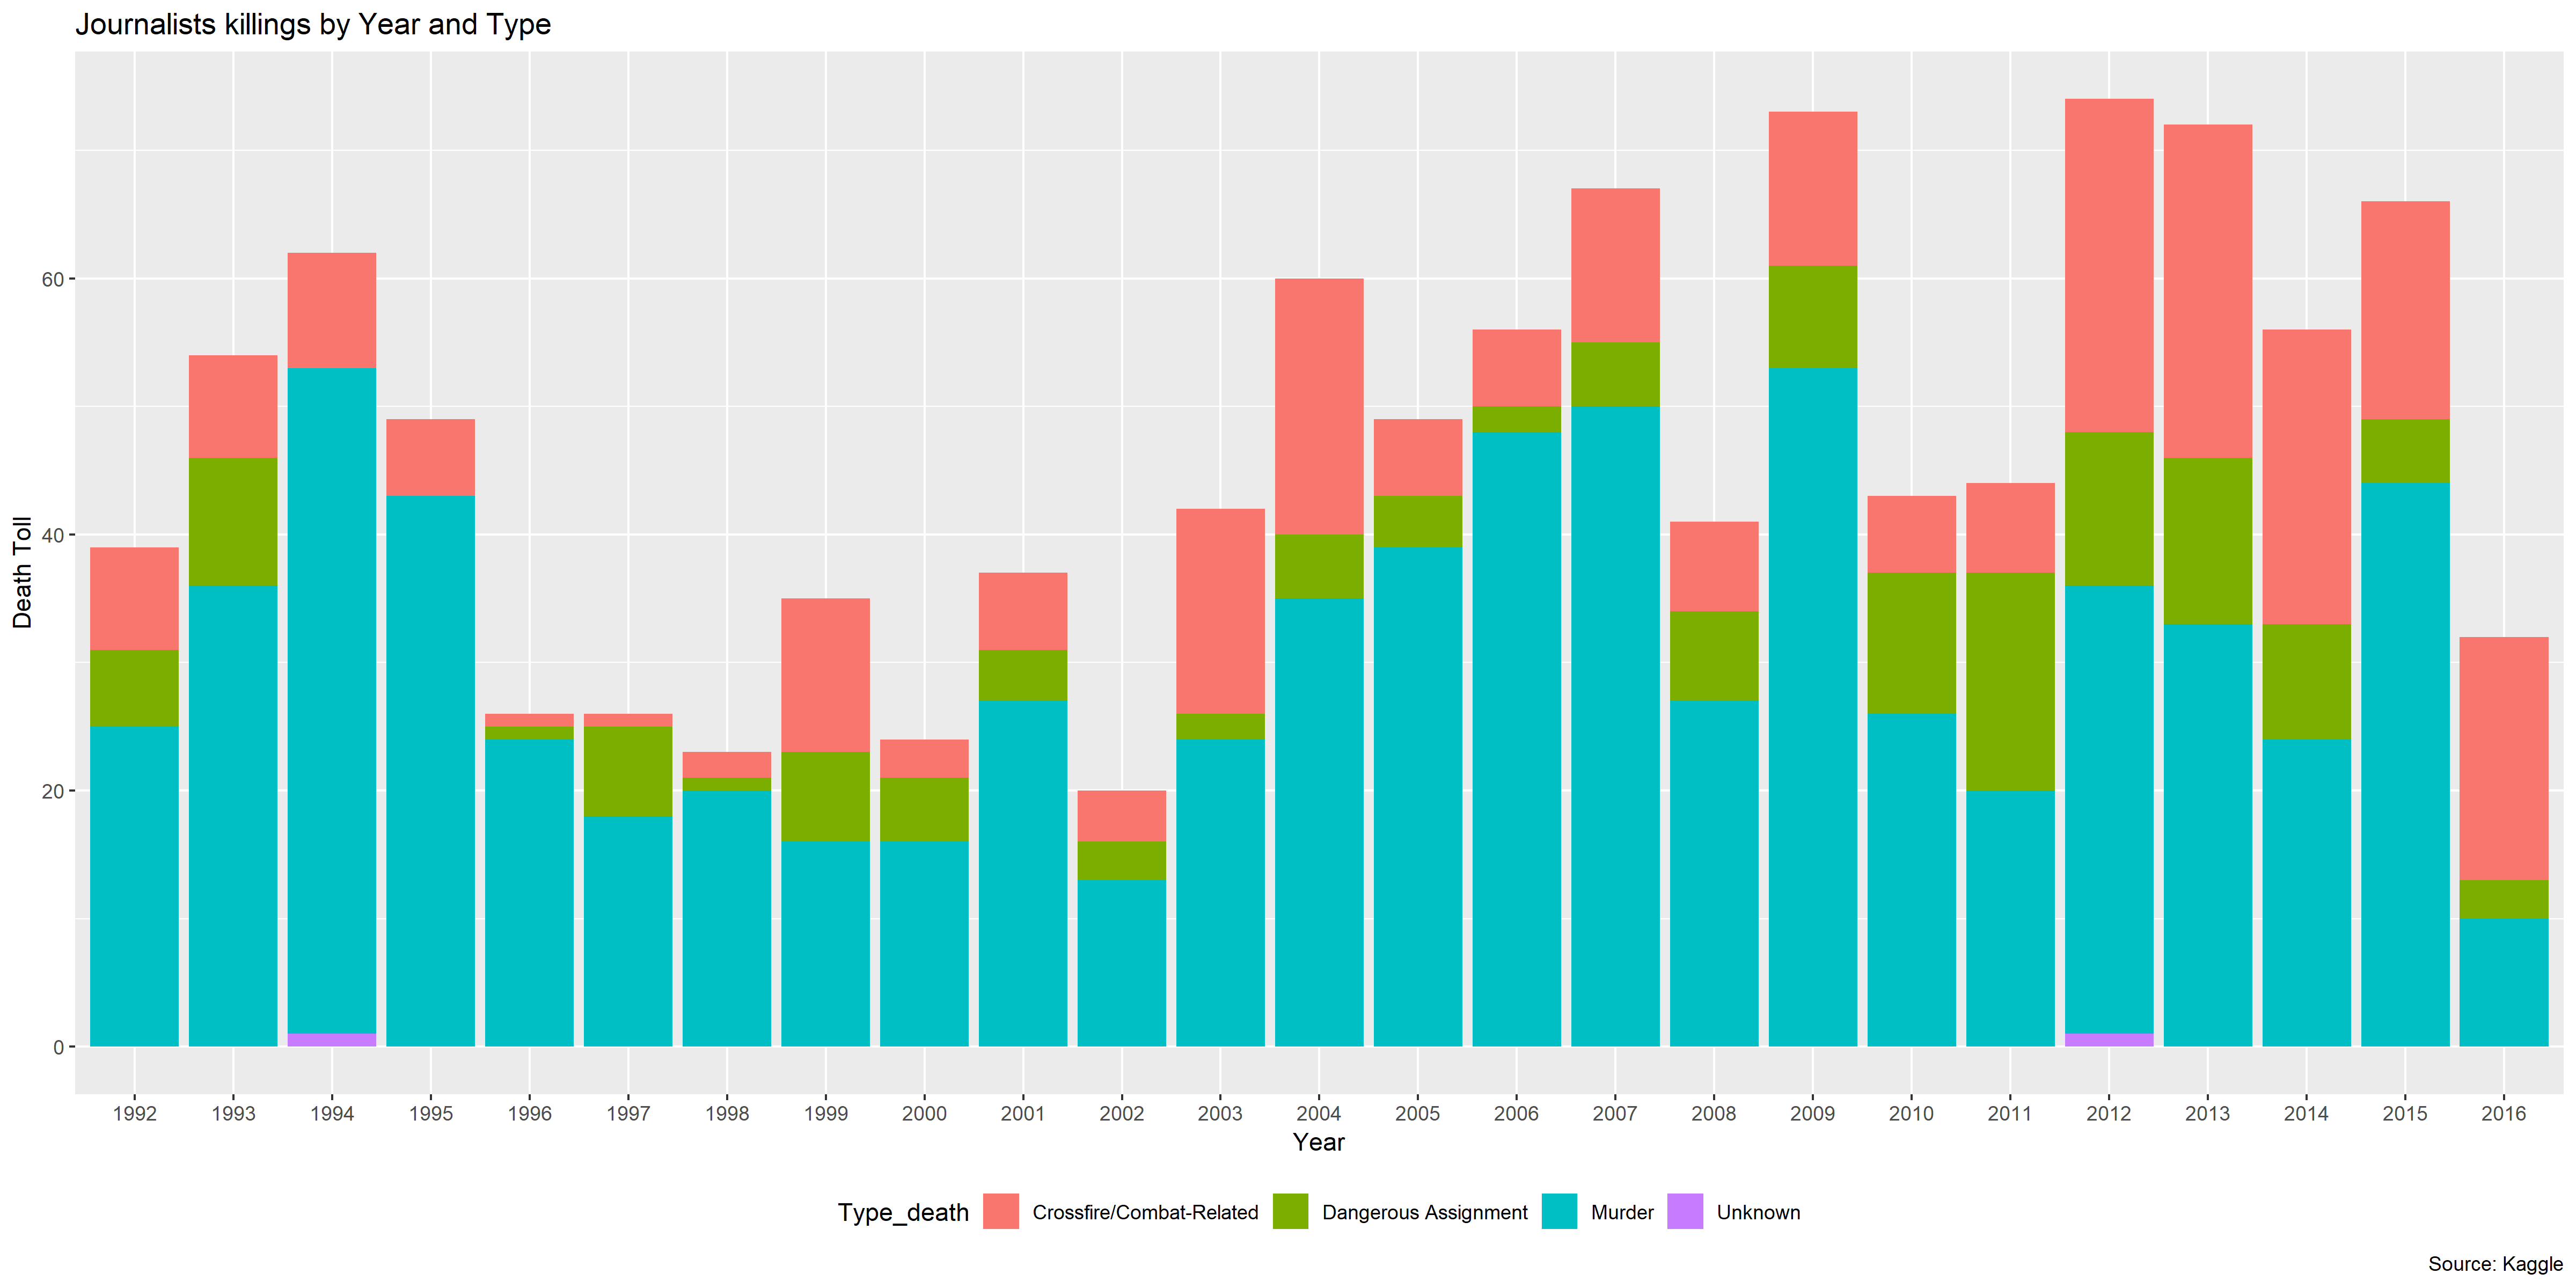 Journalists killings by Year and Type
Death Toll
60
40
20
0
1992 1993 1994 1995 1996 1997 1998 1999 2000 2001 2002 2003 2004 2005 2006 2007 2008 2009 2010 2011 2012 2013 2014 2015 2016
Year
Type_death Crossfire/Combat-Related Dangerous Assignment Murder Unknown
Source: Kaggle